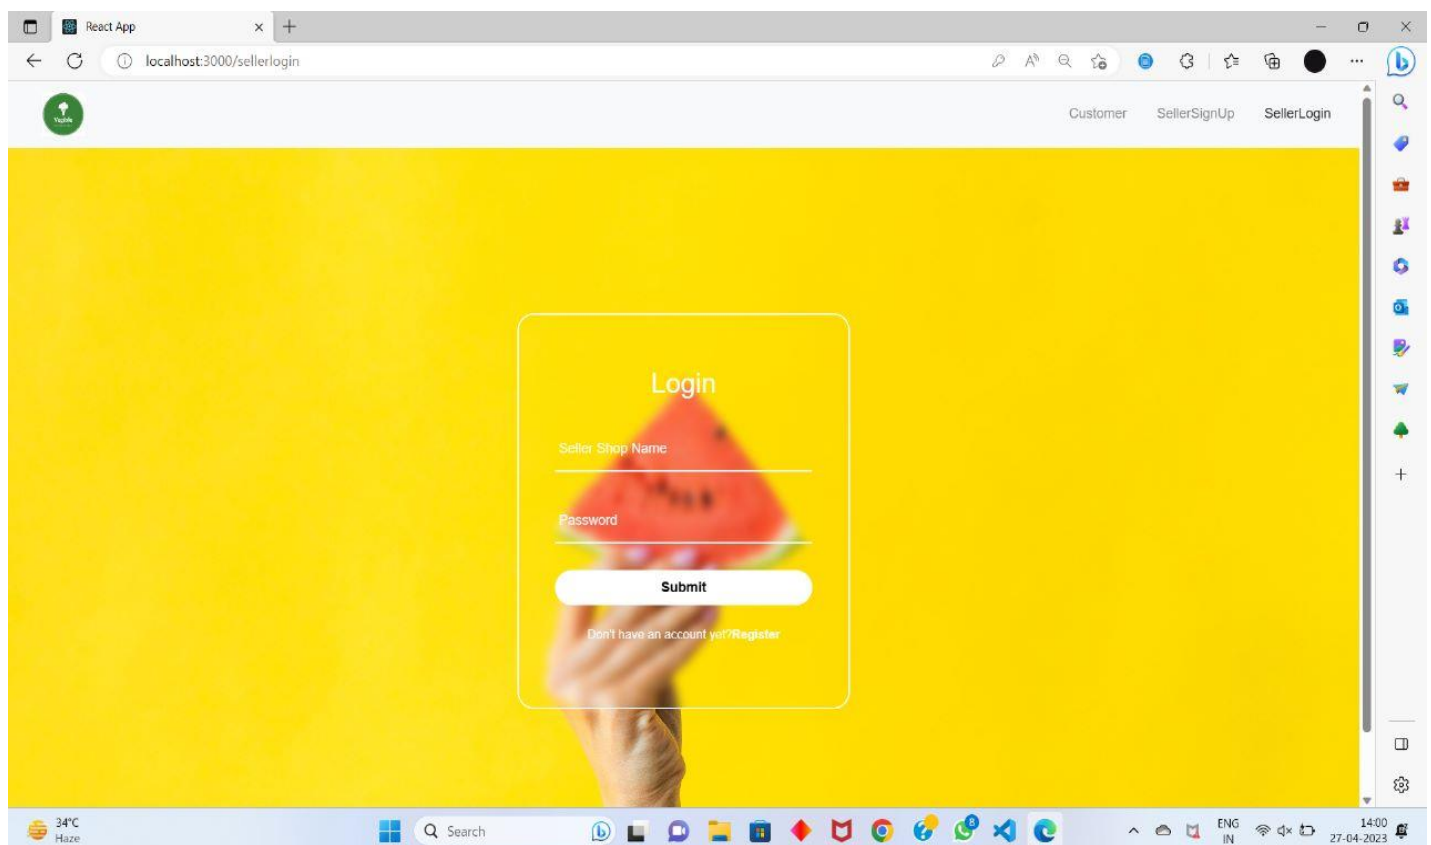 React App
localhost:3000/sellerlogin
Customer SellerSignUp SellerLogin
Login
Seller Shop Name
Password
Submit
Don't have an account yet?Register
34°C
Haze
Search
8
ENG
IN
14:00
27-04-2023